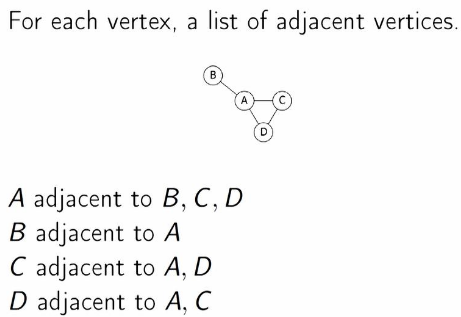 For each vertex, a list of adjacent vertices.
B
A
C
D
A adjacent to B, C, D
B adjacent to A
C adjacent to A, D
D adjacent to A, C